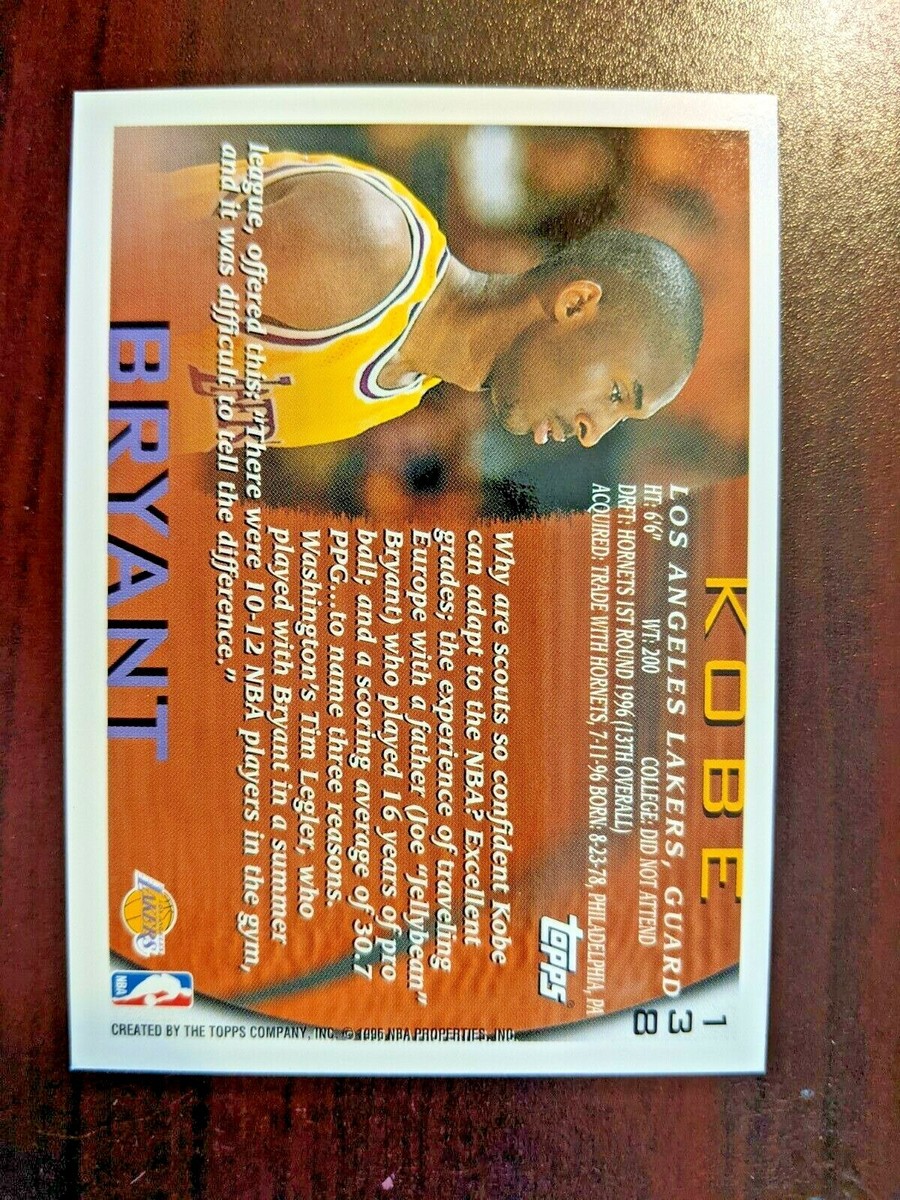 KOBE
1
3
8
LOS ANGELES LAKERS, GUARD
HT: 6'6" WT: 200 COLLEGE: DID NOT ATTEND
DRFT: HORNETS 1ST ROUND 1996 (13TH OVERALL)
ACQUIRED: TRADE WITH HORNETS, 7-11-96 BORN: 8-23-78, PHILADELPHIA, PA
topps
Why are scouts so confident Kobe
can adapt to the NBA? Excellent
grades; the experience of traveling
Europe with a father (Joe "Jellybean"
Bryant) who played 16 years of pro
ball; and a scoring average of 30.7
PPG...to name three reasons.
Washington's Tim Legler, who
played with Bryant in a summer
league, offered this: "There were 10-12 NBA players in the gym,
and it was difficult to tell the difference,"
BRYANT
LAKERS
NBA
CREATED BY THE TOPPS COMPANY, INC. © 1996 NBA PROPERTIES, INC.